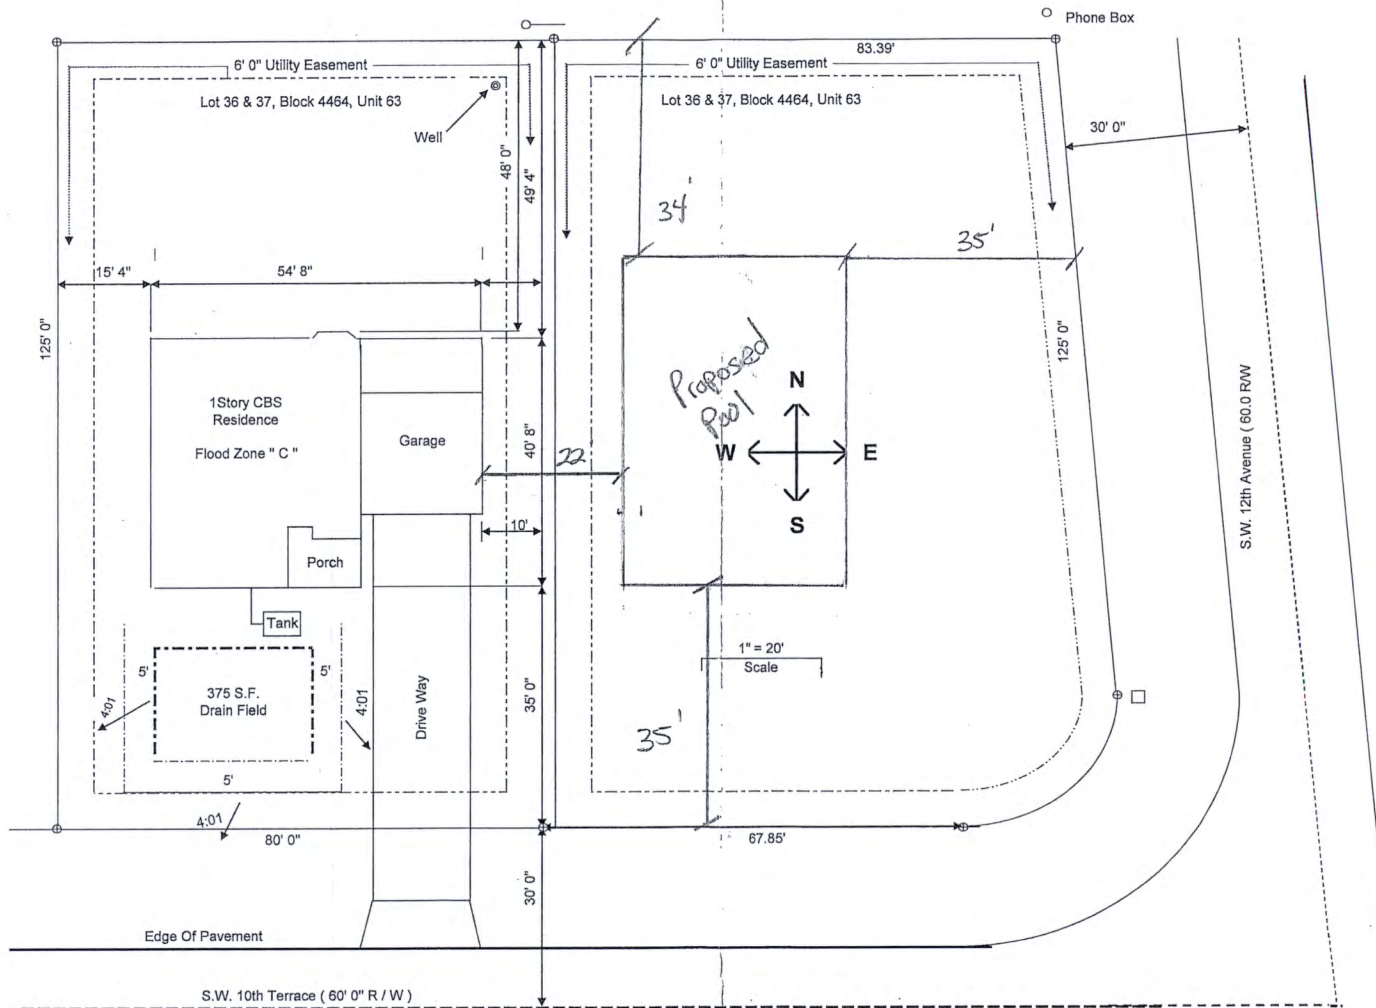 Phone Box
83.39'
6' 0" Utility Easement
6' 0" Utility Easement
Lot 36 & 37, Block 4464, Unit 63
Lot 36 & 37, Block 4464, Unit 63
Well
30' 0"
48' 0"
49' 4"
34'
35'
15' 4"
54' 8"
125' 0"
125' 0"
Proposed
Pool
N
W
E
S
1Story CBS
Residence
Flood Zone " C "
Garage
40' 8"
22
10'
S.W. 12th Avenue ( 60.0 R/W
Porch
Tank
1" = 20'
Scale
5'
5'
375 S.F.
Drain Field
4:01
4:01
Drive Way
35' 0"
35'
5'
4:01
80' 0"
67.85'
30' 0"
Edge Of Pavement
S.W. 10th Terrace ( 60' 0" R / W )